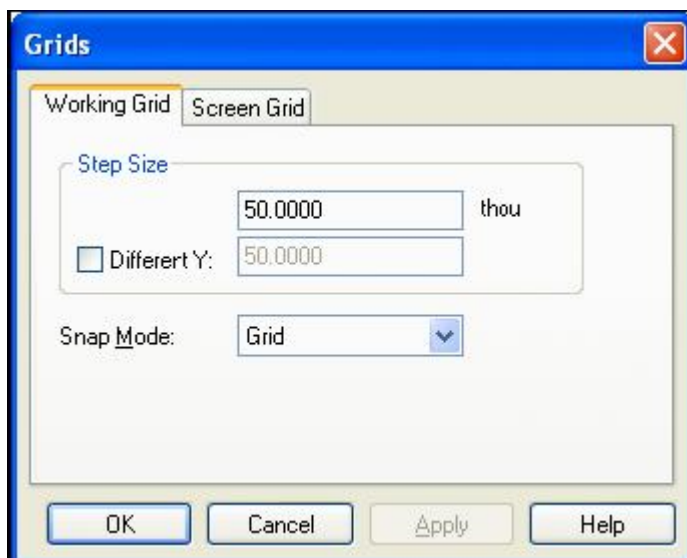 Grids
Working Grid Screen Grid
Step Size
50.0000 thou
Different Y: 50.0000
Snap Mode: Grid
OK Cancel Apply Help